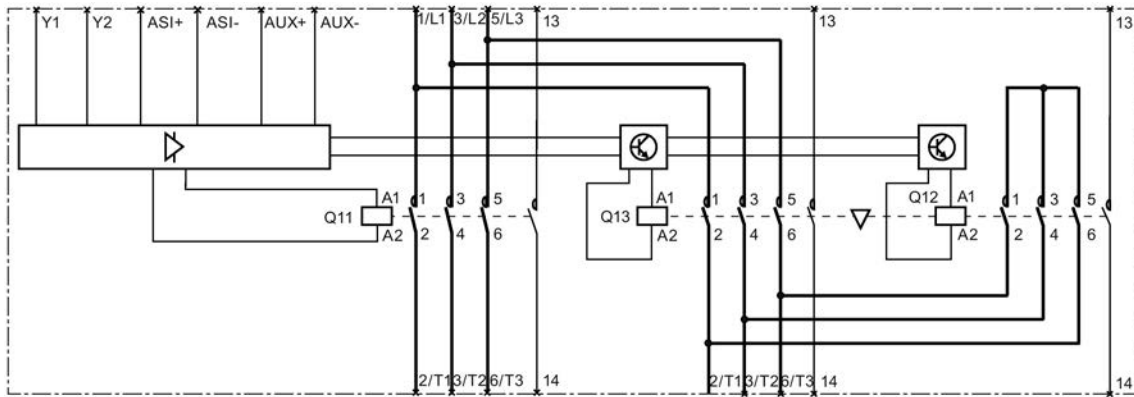 Y1 Y2 ASI+ ASI- AUX+ AUX- 1/L1 3/L2 5/L3 13 13 13
Q11 A1 1 3 5 Q13 A1 1 3 5 Q12 A1 1 3 5
A2 2 4 6 A2 2 4 6 A2 2 4 6
2/T1 3/T2 6/T3 14 2/T1 3/T2 6/T3 14 14